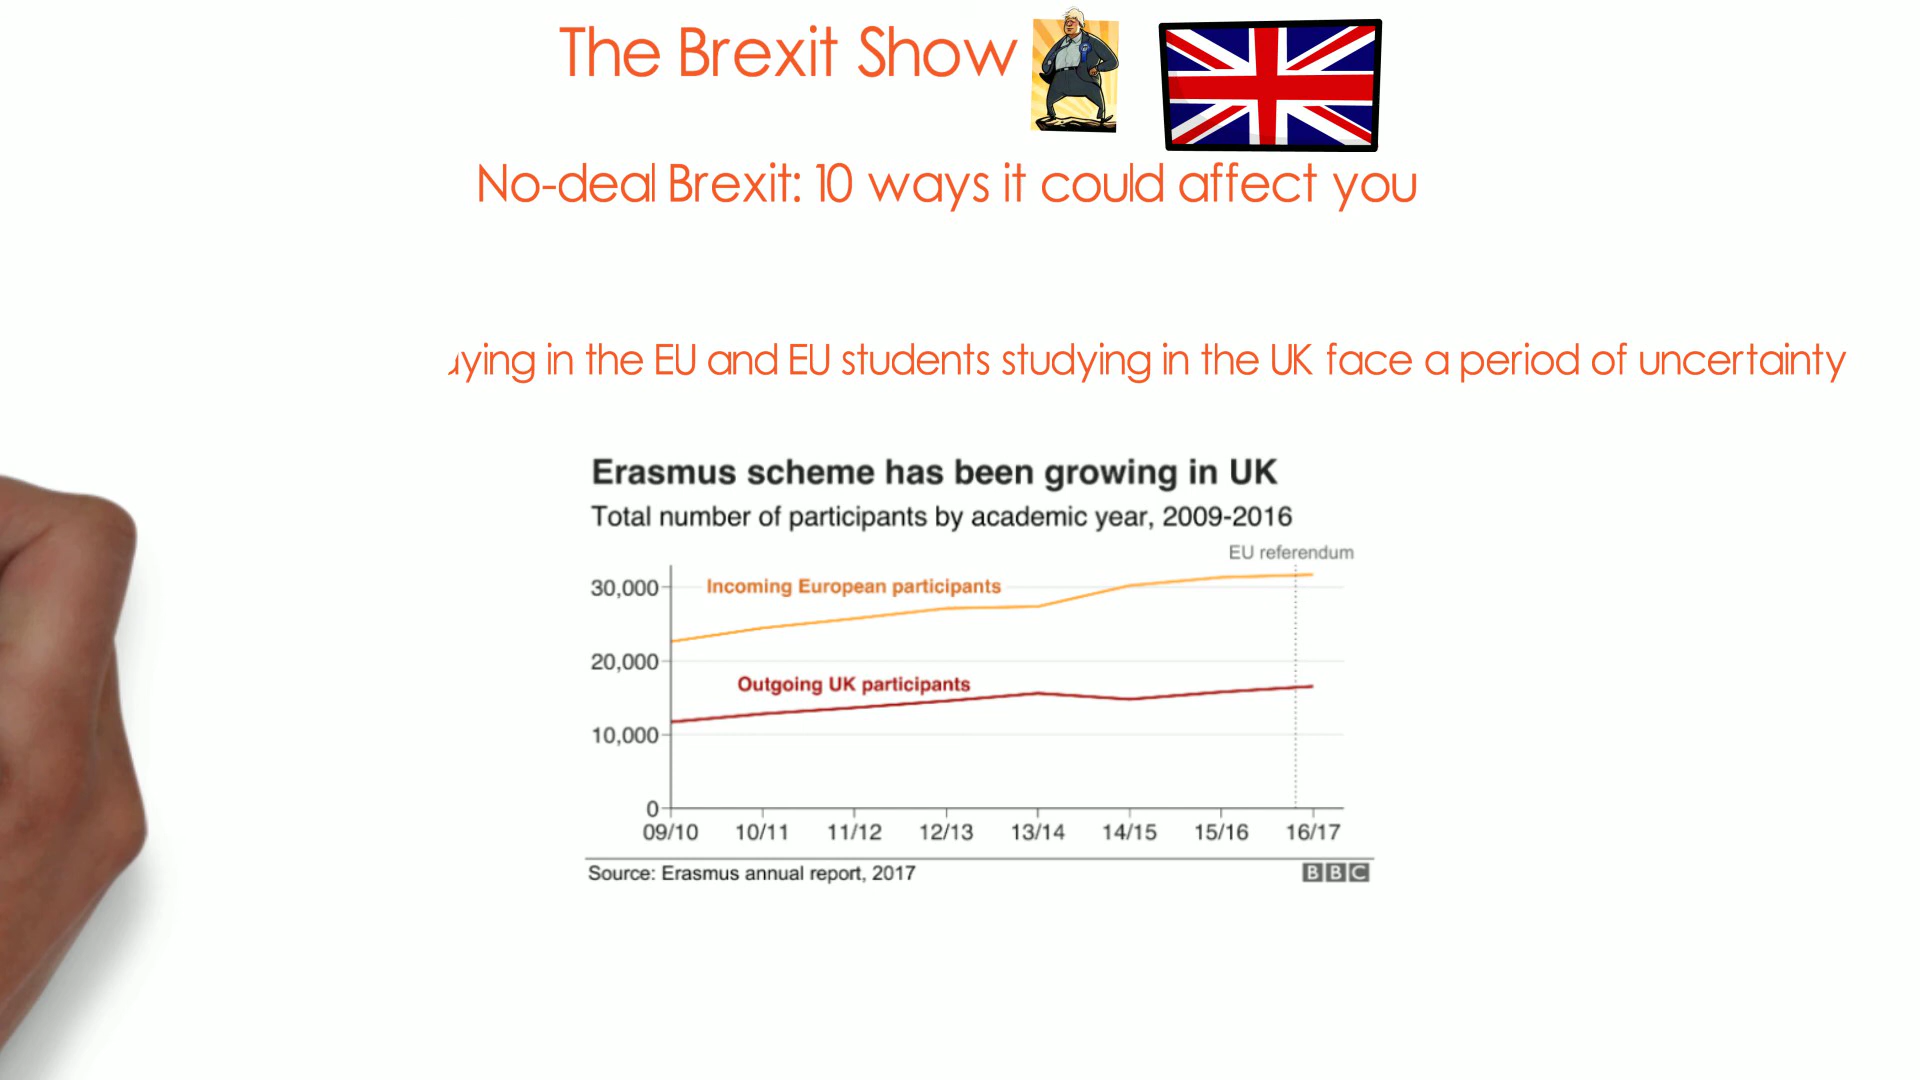 The Brexit Show
No-deal Brexit: 10 ways it could affect you
in the EU and EU students studying in the UK face a period of uncertainty
Erasmus scheme has been growing in UK
Total number of participants by academic year, 2009-2016
EU referendum
30,000
Incoming European participants
20,000
Outgoing UK participants
10,000
0
09/10 10/11 11/12 12/13 13/14 14/15 15/16 16/17
Source: Erasmus annual report, 2017
BBC